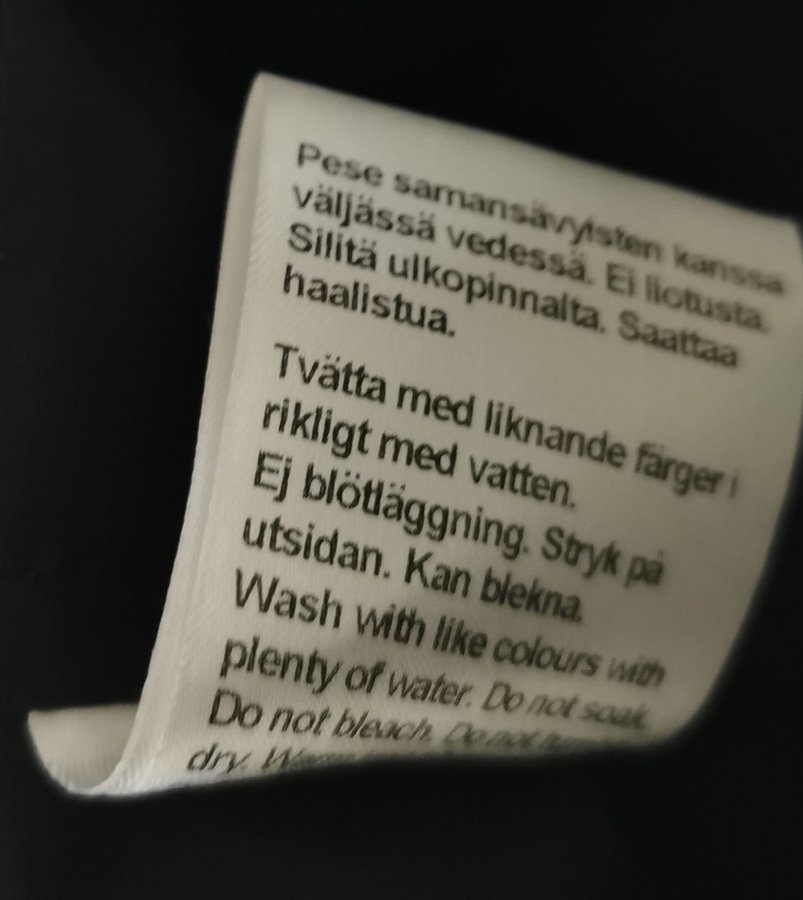 Pese samansävyisten kanssa
väljässä vedessä. Ei liotusta.
Silitä ulkopinnalta. Saattaa
haalistua.
Tvätta med liknande färger i
rikligt med vatten.
Ej blötläggning. Stryk på
utsidan. Kan blekna.
Wash with like colours with
plenty of water. Do not soak.
Do not bleach. Do not
dry.